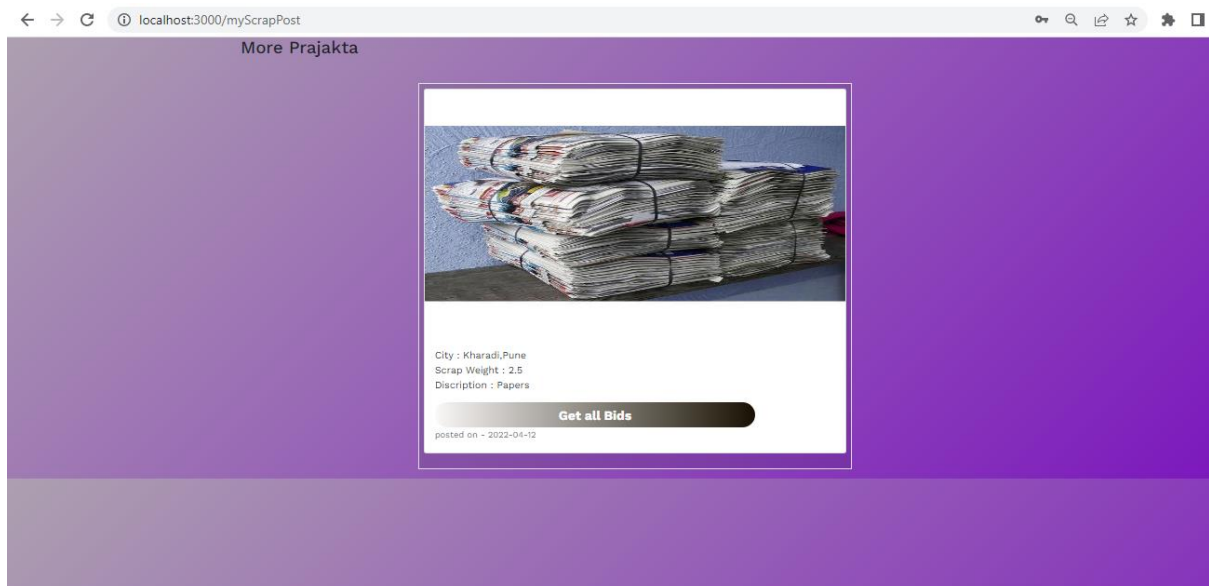 localhost:3000/myScrapPost
More Prajakta
City : Kharadi,Pune
Scrap Weight : 2.5
Discription : Papers
Get all Bids
posted on - 2022-04-12